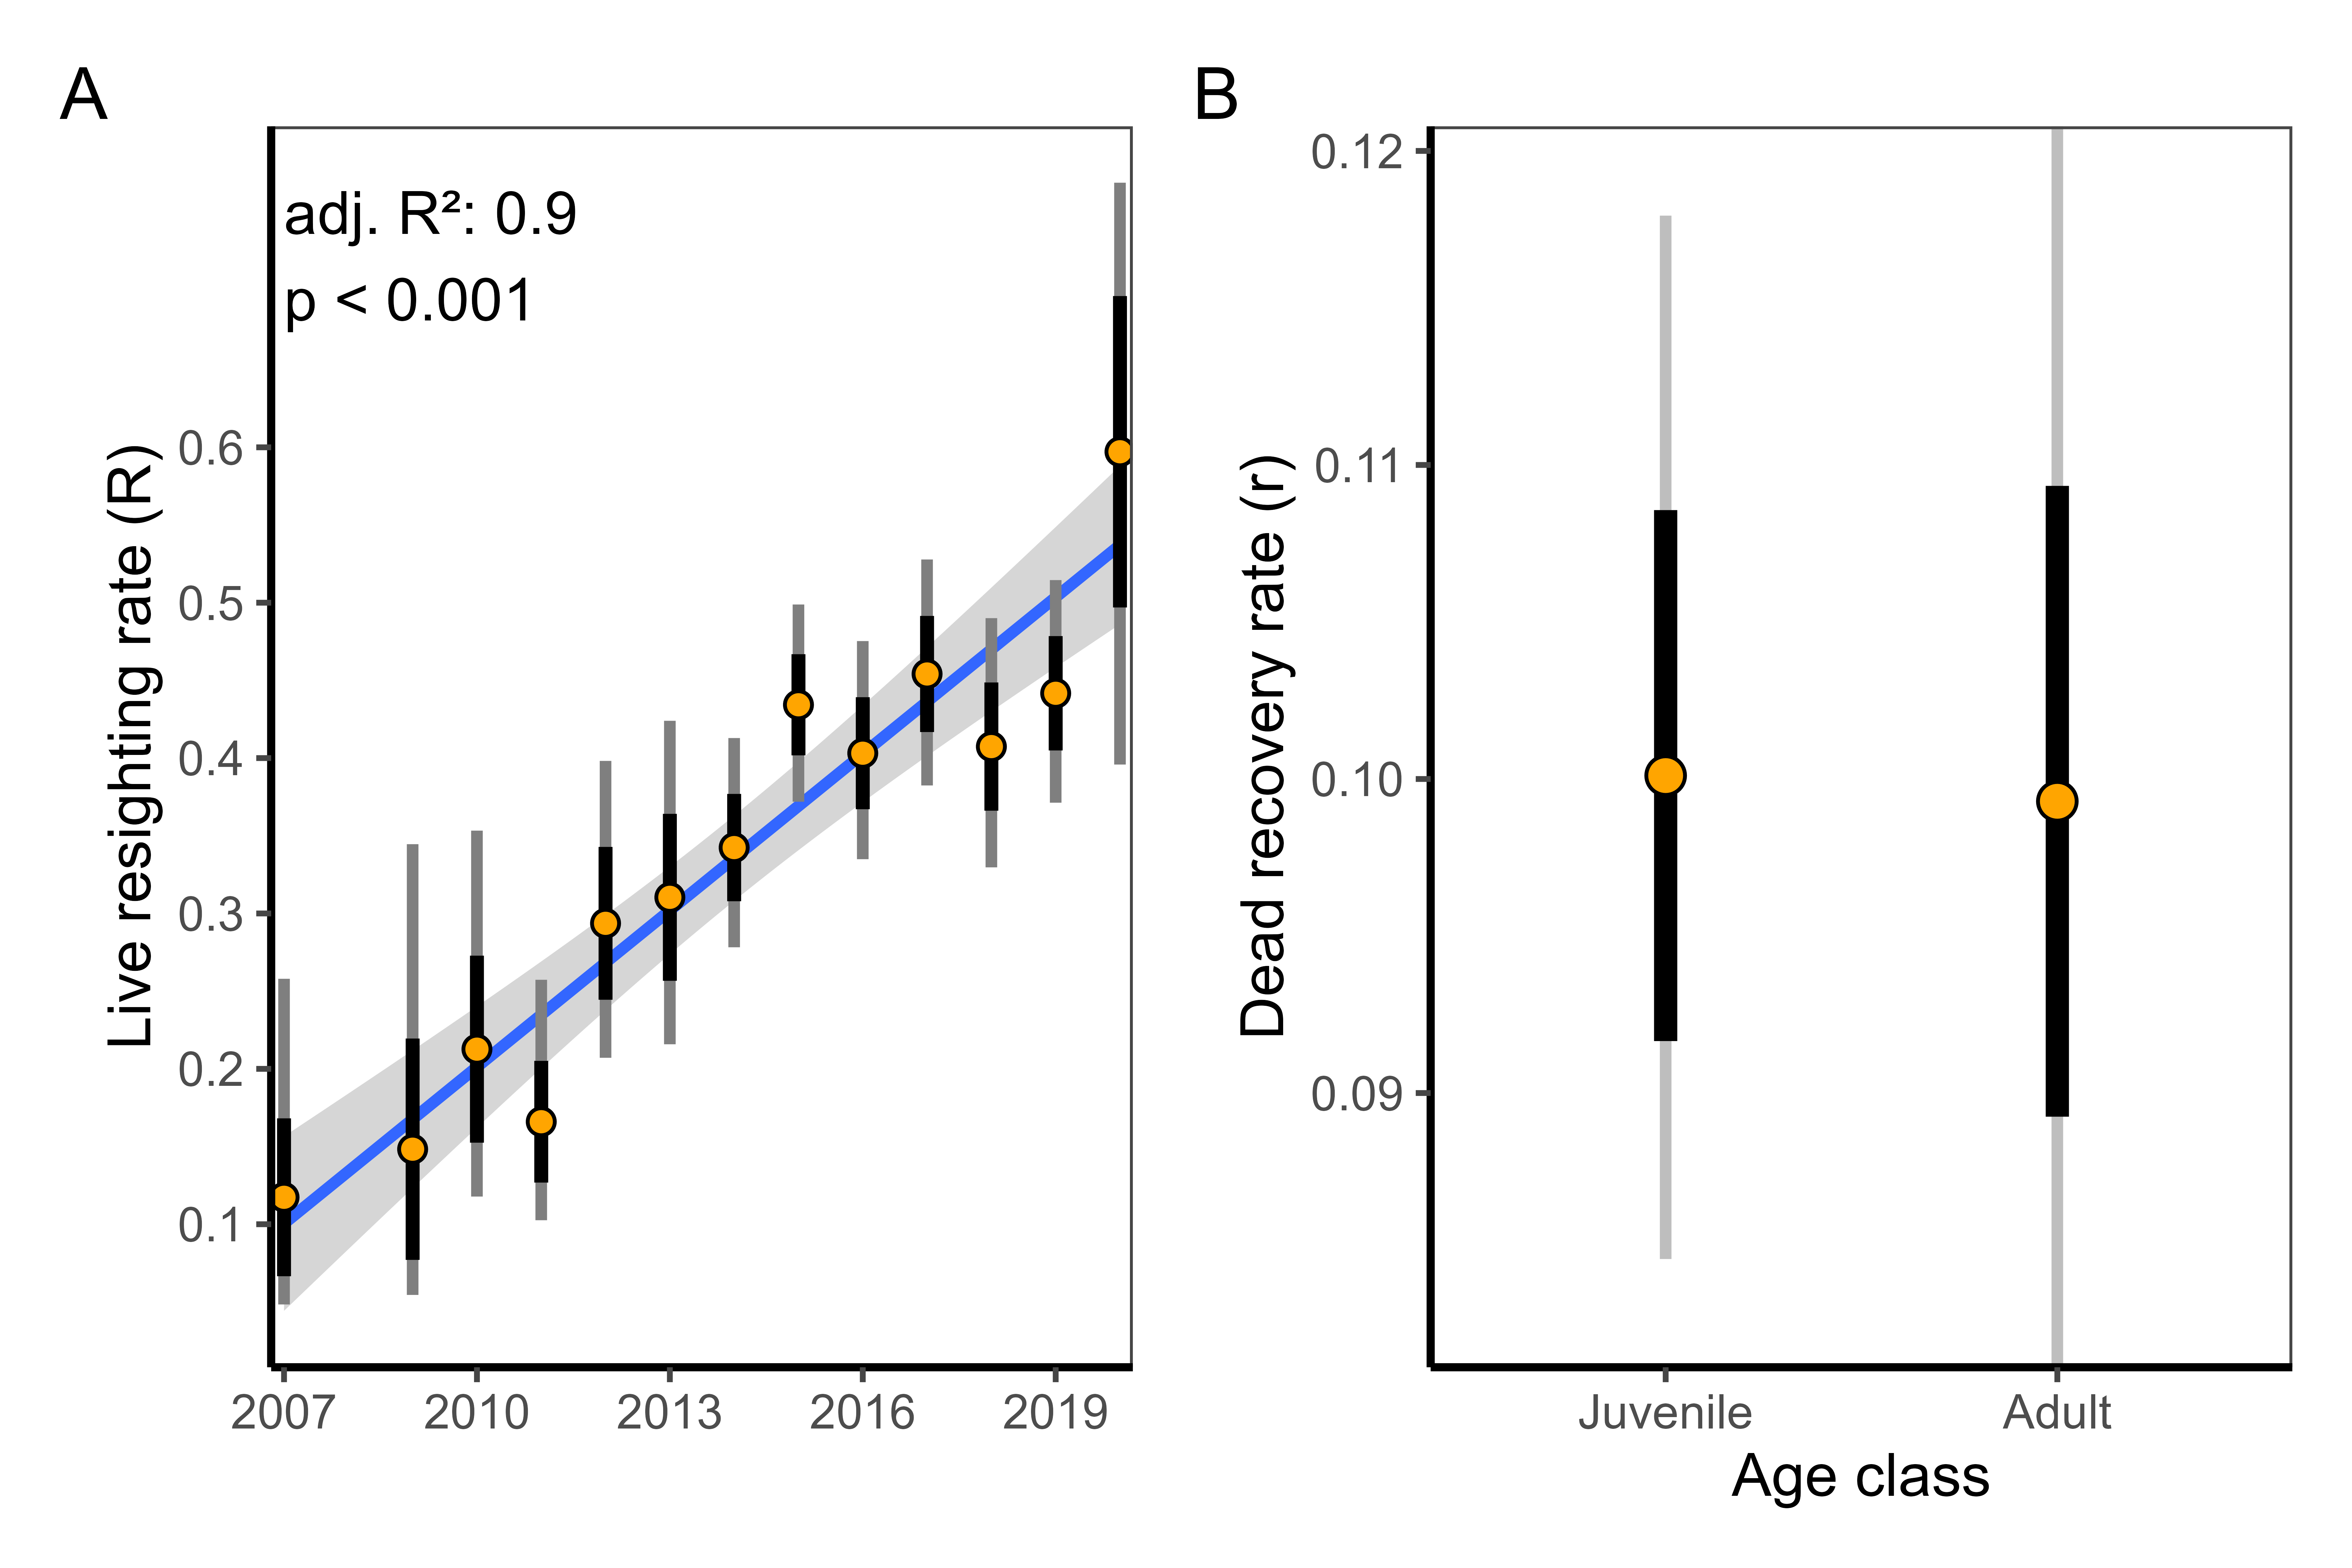 A
adj. R²: 0.9
p < 0.001
Live resighting rate (R)
0.6
0.5
0.4
0.3
0.2
0.1
2007 2010 2013 2016 2019
B
Dead recovery rate (r)
0.12
0.11
0.10
0.09
Juvenile Adult
Age class